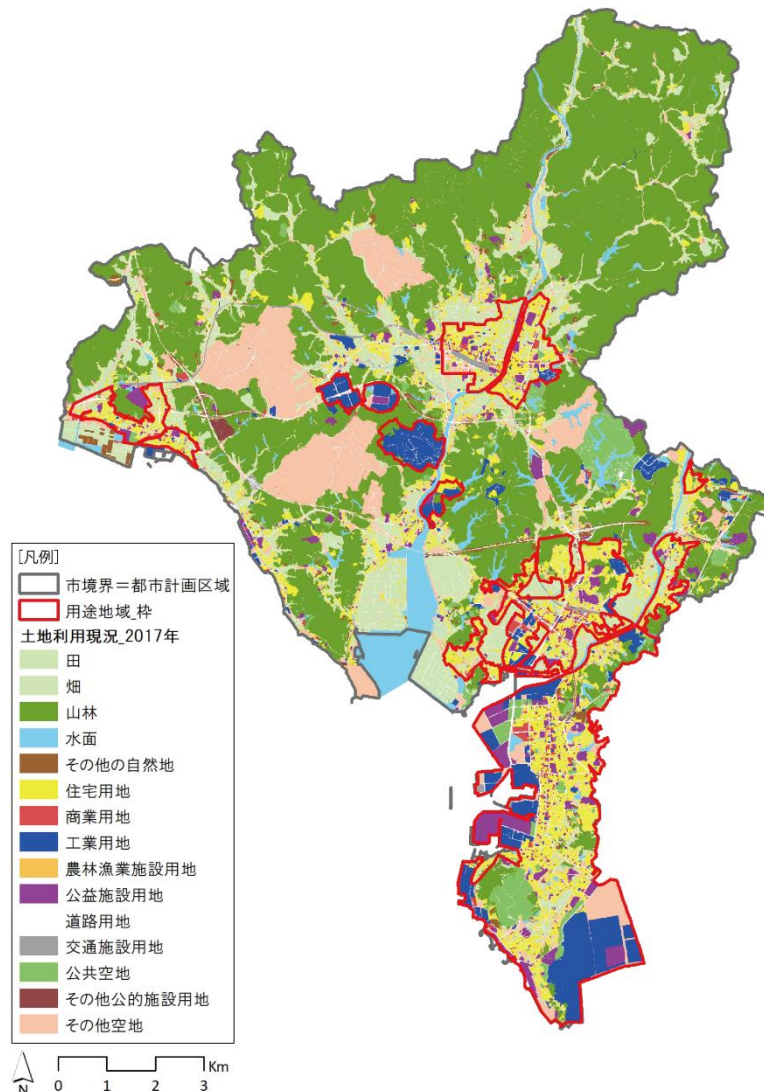 [凡例]
市境界＝都市計画区域
用途地域_枠
土地利用現況_2017年
田
畑
山林
水面
その他の自然地
住宅用地
商業用地
工業用地
農林漁業施設用地
公益施設用地
道路用地
交通施設用地
公共空地
その他公的施設用地
その他空地
Km
N 0 1 2 3